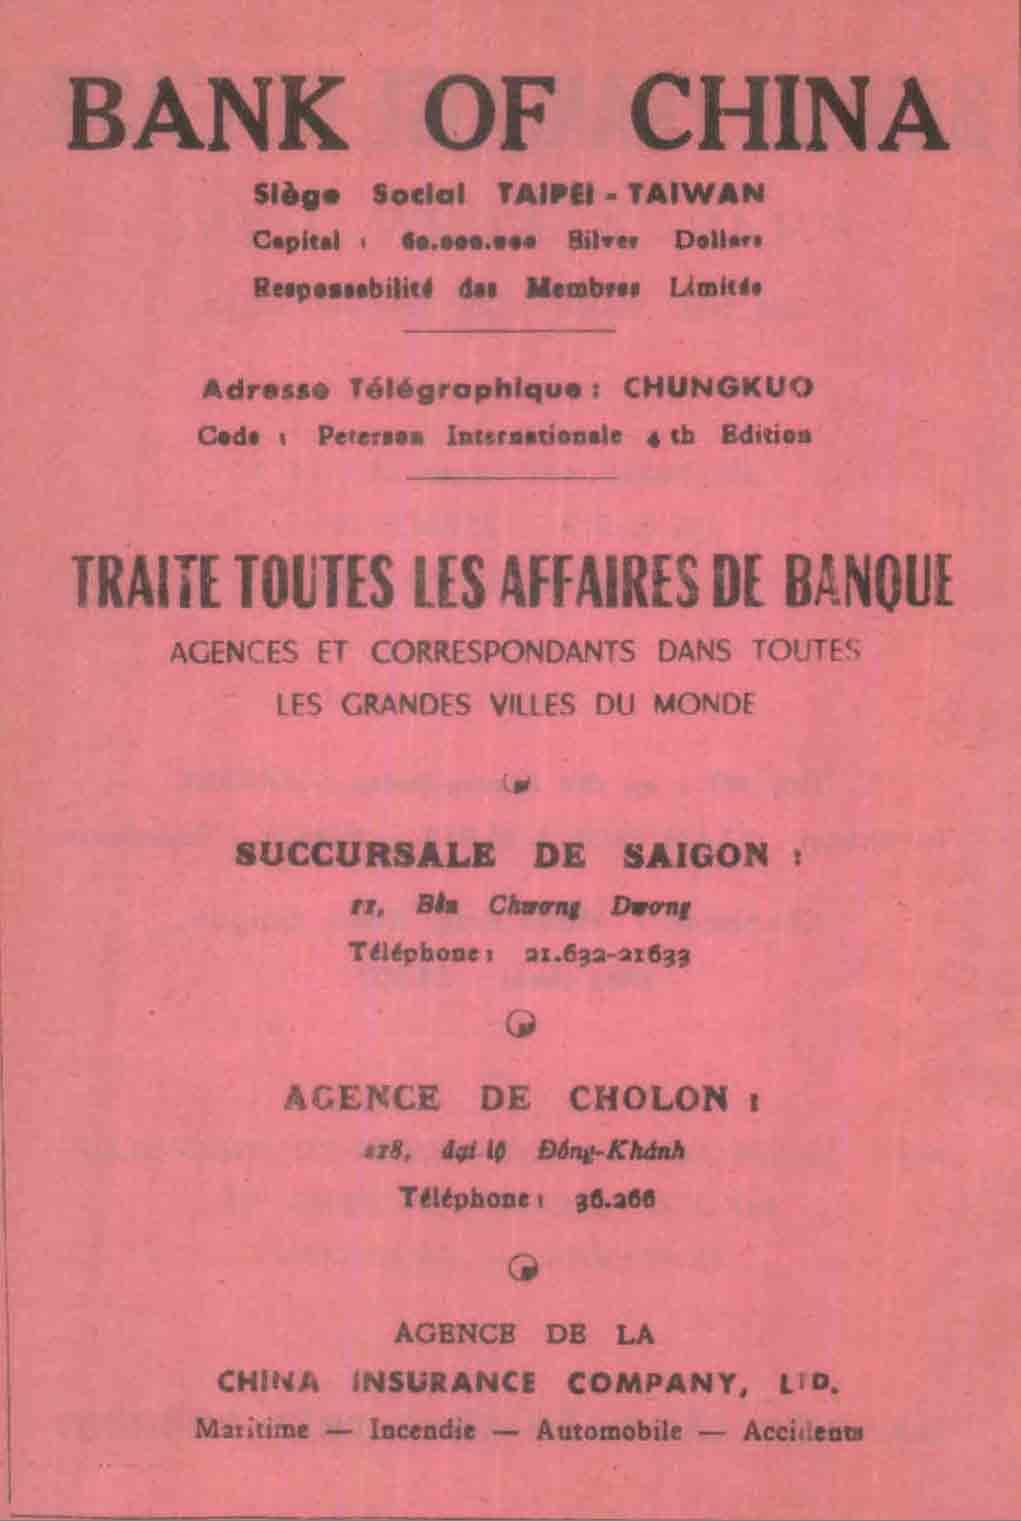 BANK OF CHINA
Siège Social TAIPEI - TAIWAN
Capital : 60.000.000 Silver Dollars
Responsabilité des Membres Limitée
Adresse Télégraphique : CHUNGKUO
Code : Peterson Internationale 4 th Edition
TRAITE TOUTES LES AFFAIRES DE BANQUE
AGENCES ET CORRESPONDANTS DANS TOUTES
LES GRANDES VILLES DU MONDE
SUCCURSALE DE SAIGON :
11, Bến Chương Dương
Téléphone : 21.632-21633
AGENCE DE CHOLON :
218, đại lộ Đồng-Khánh
Téléphone : 36.266
AGENCE DE LA
CHINA INSURANCE COMPANY, LTD.
Maritime — Incendie — Automobile — Accidents